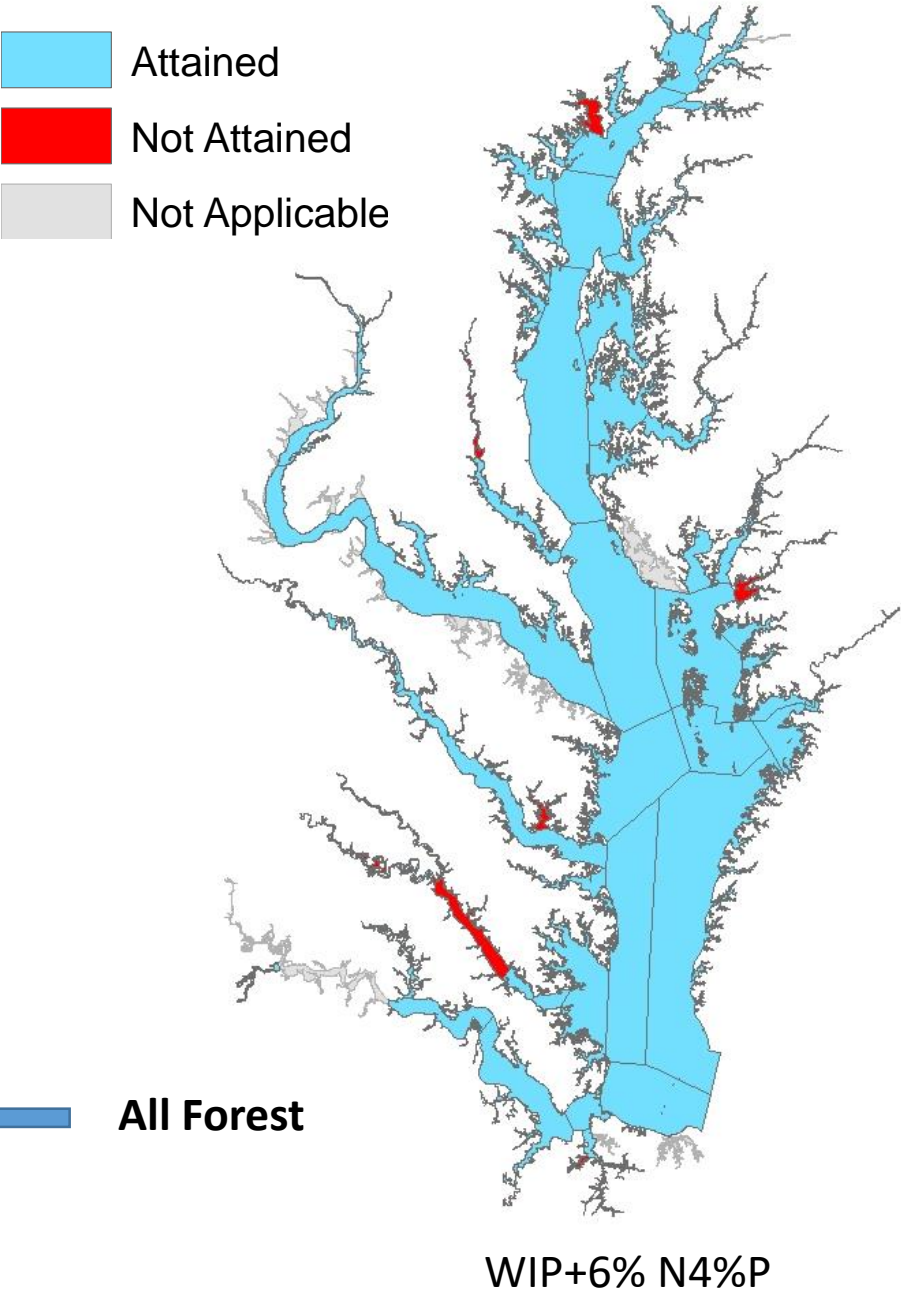 Attained
Not Attained
Not Applicable
All Forest
WIP+6% N4%P